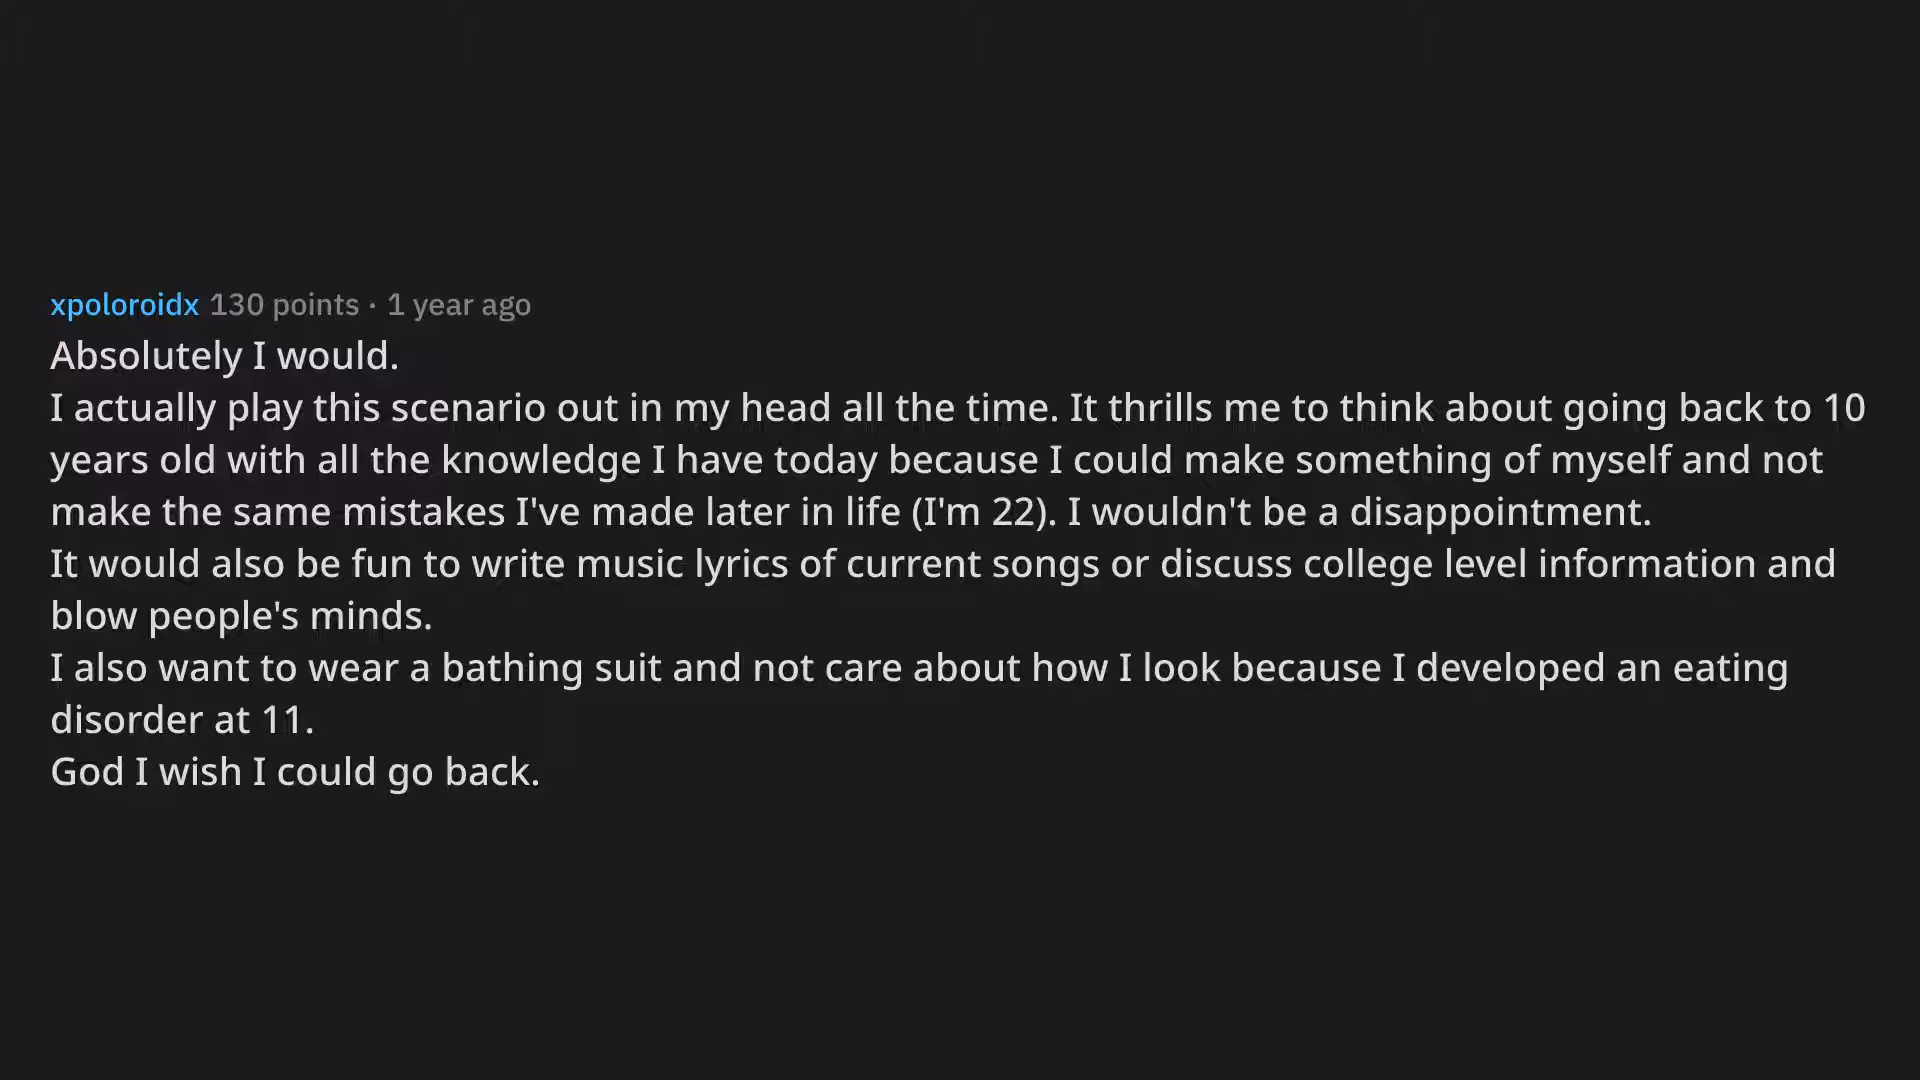 xpoloroidx 130 points · 1 year ago
Absolutely I would.
I actually play this scenario out in my head all the time. It thrills me to think about going back to 10
years old with all the knowledge I have today because I could make something of myself and not
make the same mistakes I've made later in life (I'm 22). I wouldn't be a disappointment.
It would also be fun to write music lyrics of current songs or discuss college level information and
blow people's minds.
I also want to wear a bathing suit and not care about how I look because I developed an eating
disorder at 11.
God I wish I could go back.